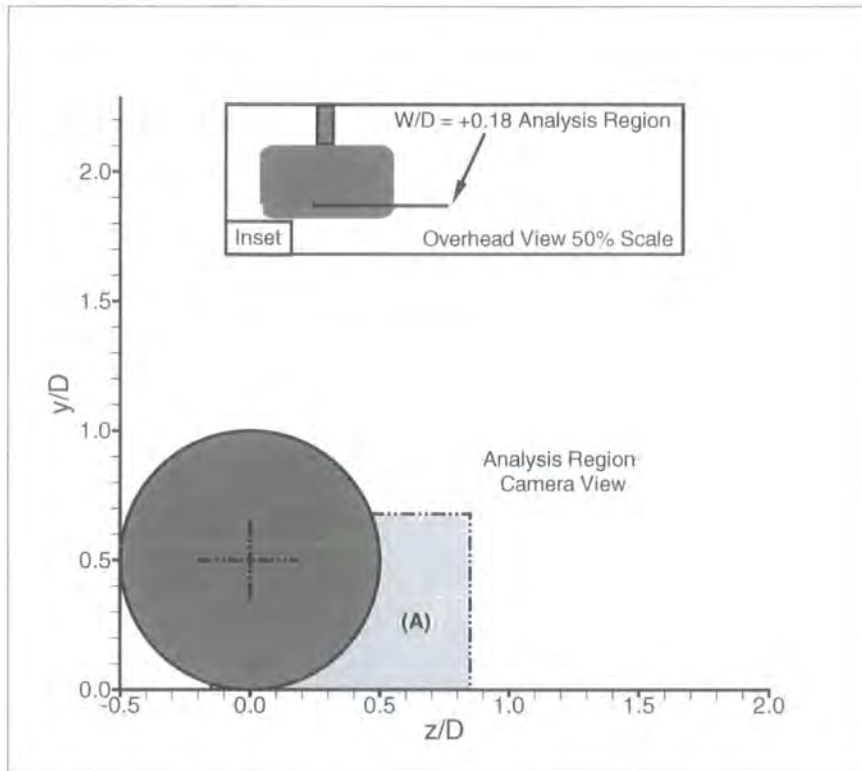 W/D = +0.18 Analysis Region
Inset
Overhead View 50% Scale
2.0
1.5
y/D
1.0
Analysis Region
Camera View
0.5
(A)
0.0
-0.5
0.0
0.5
1.0
1.5
2.0
z/D